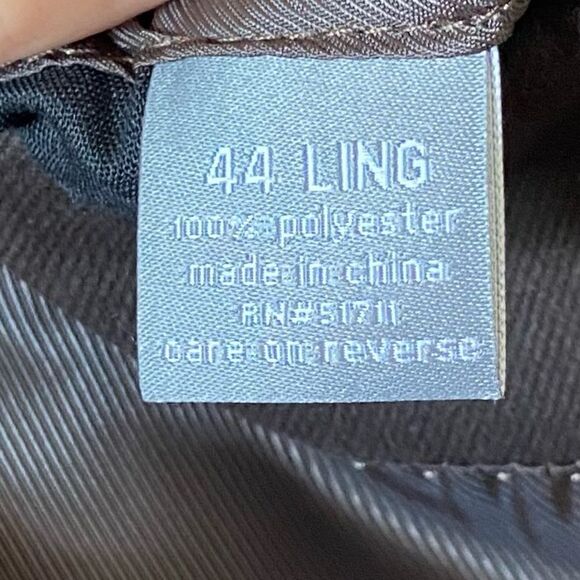 44 LING
100% polyester
made in china
RN#51711
care on reverse